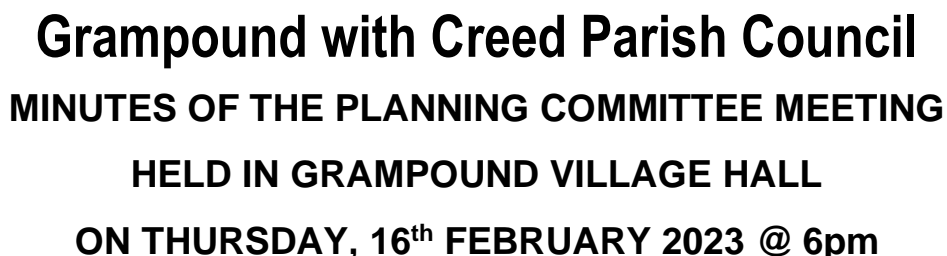 Grampound with Creed Parish Council
MINUTES OF THE PLANNING COMMITTEE MEETING
HELD IN GRAMPOUND VILLAGE HALL
ON THURSDAY, 16th FEBRUARY 2023 @ 6pm